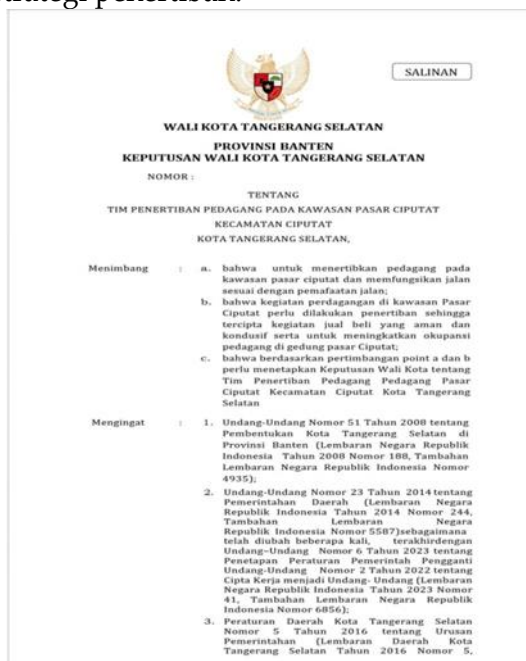 SALINAN
WALI KOTA TANGERANG SELATAN
PROVINSI BANTEN
KEPUTUSAN WALI KOTA TANGERANG SELATAN
NOMOR :
TENTANG
TIM PENERTIBAN PEDAGANG PADA KAWASAN PASAR CIPUTAT
KECAMATAN CIPUTAT
KOTA TANGERANG SELATAN,
Menimbang : a. bahwa untuk menertibkan pedagang pada
kawasan pasar ciputat dan memfungsikan jalan
sesuai dengan pemafaatan jalan;
b. bahwa kegiatan perdagangan di kawasan Pasar
Ciputat perlu dilakukan penertiban sehingga
tercipta kegiatan jual beli yang aman dan
kondusif serta untuk meningkatkan okupansi
pedagang di gedung pasar Ciputat;
c. bahwa berdasarkan pertimbangan point a dan b
perlu menetapkan Keputusan Wali Kota tentang
Tim Penertiban Pedagang Pedagang Pasar
Ciputat Kecamatan Ciputat Kota Tangerang
Selatan
Mengingat : 1. Undang-Undang Nomor 51 Tahun 2008 tentang
Pembentukan Kota Tangerang Selatan di
Provinsi Banten (Lembaran Negara Republik
Indonesia Tahun 2008 Nomor 188, Tambahan
Lembaran Negara Republik Indonesia Nomor
4935);
2. Undang-Undang Nomor 23 Tahun 2014 tentang
Pemerintahan Daerah (Lembaran Negara
Republik Indonesia Tahun 2014 Nomor 244,
Tambahan Lembaran Negara
Republik Indonesia Nomor 5587)sebagaimana
telah diubah beberapa kali, terakhirdengan
Undang–Undang Nomor 6 Tahun 2023 tentang
Penetapan Peraturan Pemerintah Pengganti
Undang-Undang Nomor 2 Tahun 2022 tentang
Cipta Kerja menjadi Undang- Undang (Lembaran
Negara Republik Indonesia Tahun 2023 Nomor
41, Tambahan Lembaran Negara Republik
Indonesia Nomor 6856);
3. Peraturan Daerah Kota Tangerang Selatan
Nomor 5 Tahun 2016 tentang Urusan
Pemerintahan (Lembaran Daerah Kota
Tangerang Selatan Tahun 2016 Nomor 5,